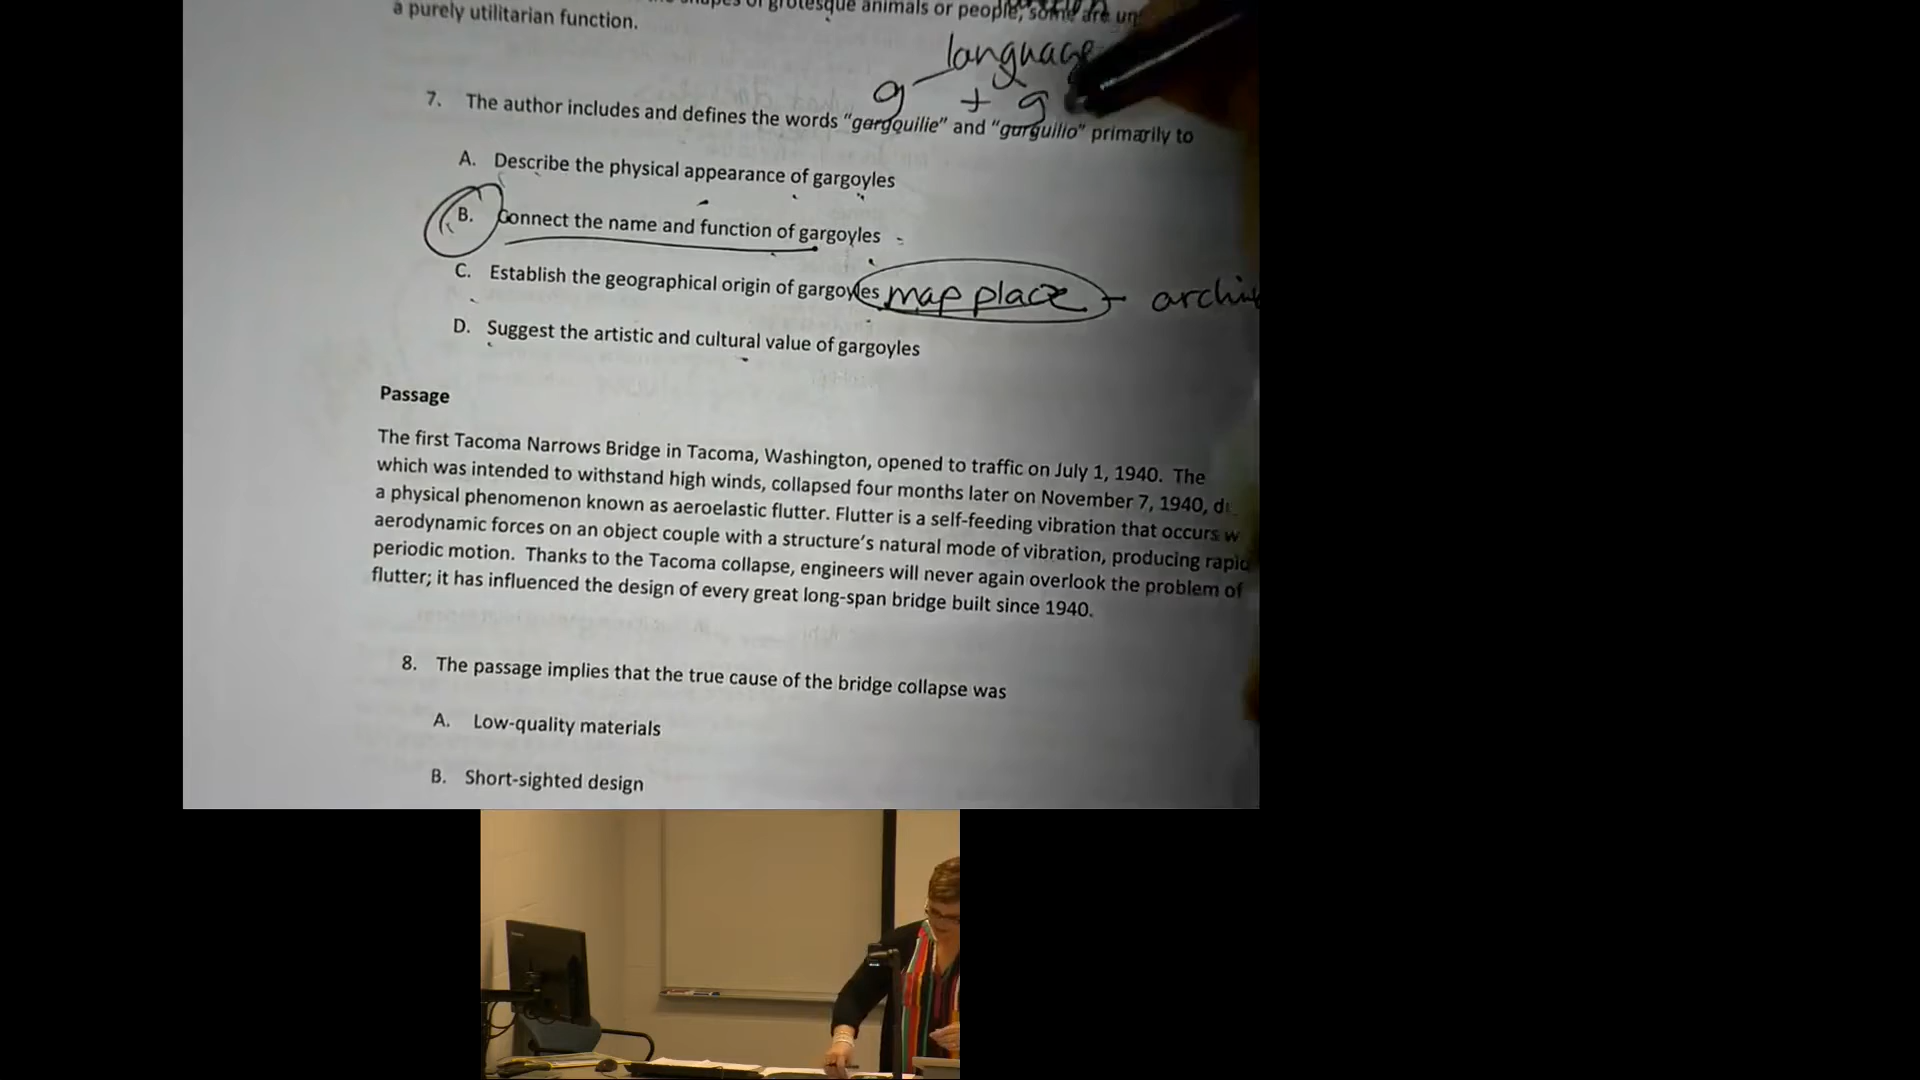 grotesque animals or people, some are
a purely utilitarian function.
language
g + g
7. The author includes and defines the words “gargouilie” and “gurguilio” primarily to
A. Describe the physical appearance of gargoyles
B. Connect the name and function of gargoyles
C. Establish the geographical origin of gargoyles map place
D. Suggest the artistic and cultural value of gargoyles
Passage
The first Tacoma Narrows Bridge in Tacoma, Washington, opened to traffic on July 1, 1940. The
which was intended to withstand high winds, collapsed four months later on November 7, 1940,
a physical phenomenon known as aeroelastic flutter. Flutter is a self-feeding vibration that occurs
aerodynamic forces on an object couple with a structure’s natural mode of vibration, producing
periodic motion. Thanks to the Tacoma collapse, engineers will never again overlook the problem of
flutter; it has influenced the design of every great long-span bridge built since 1940.
8. The passage implies that the true cause of the bridge collapse was
A. Low-quality materials
B. Short-sighted design